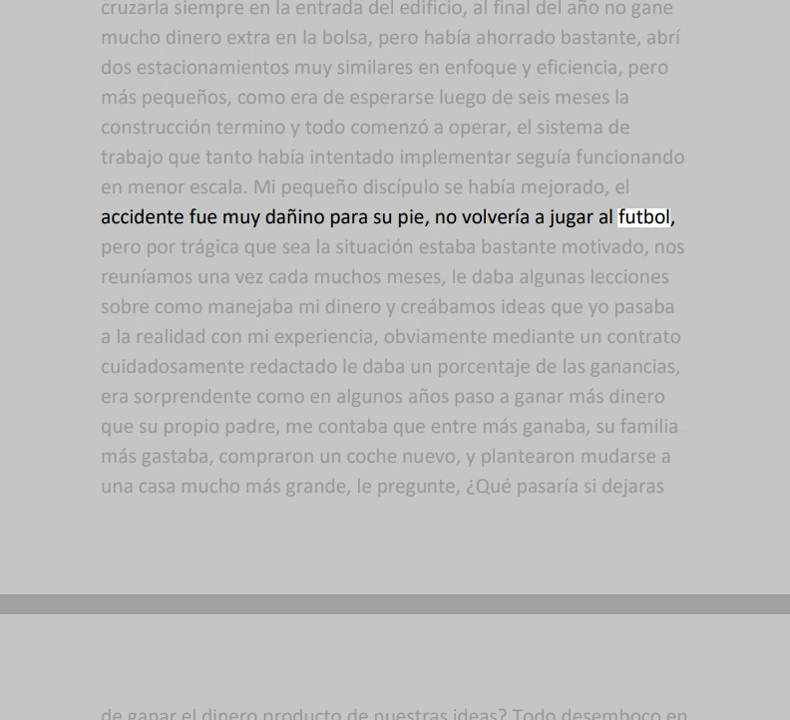 cruzarla siempre en la entrada del edificio, al final del año no gane
mucho dinero extra en la bolsa, pero había ahorrado bastante, abrí
dos estacionamientos muy similares en enfoque y eficiencia, pero
más pequeños, como era de esperarse luego de seis meses la
construcción termino y todo comenzó a operar, el sistema de
trabajo que tanto había intentado implementar seguía funcionando
en menor escala. Mi pequeño discípulo se había mejorado, el
accidente fue muy dañino para su pie, no volvería a jugar al futbol,
pero por trágica que sea la situación estaba bastante motivado, nos
reuníamos una vez cada muchos meses, le daba algunas lecciones
sobre como manejaba mi dinero y creábamos ideas que yo pasaba
a la realidad con mi experiencia, obviamente mediante un contrato
cuidadosamente redactado le daba un porcentaje de las ganancias,
era sorprendente como en algunos años paso a ganar más dinero
que su propio padre, me contaba que entre más ganaba, su familia
más gastaba, compraron un coche nuevo, y plantearon mudarse a
una casa mucho más grande, le pregunte, ¿Qué pasaría si dejaras
de ganar el dinero producto de nuestras ideas? Todo desemboco en